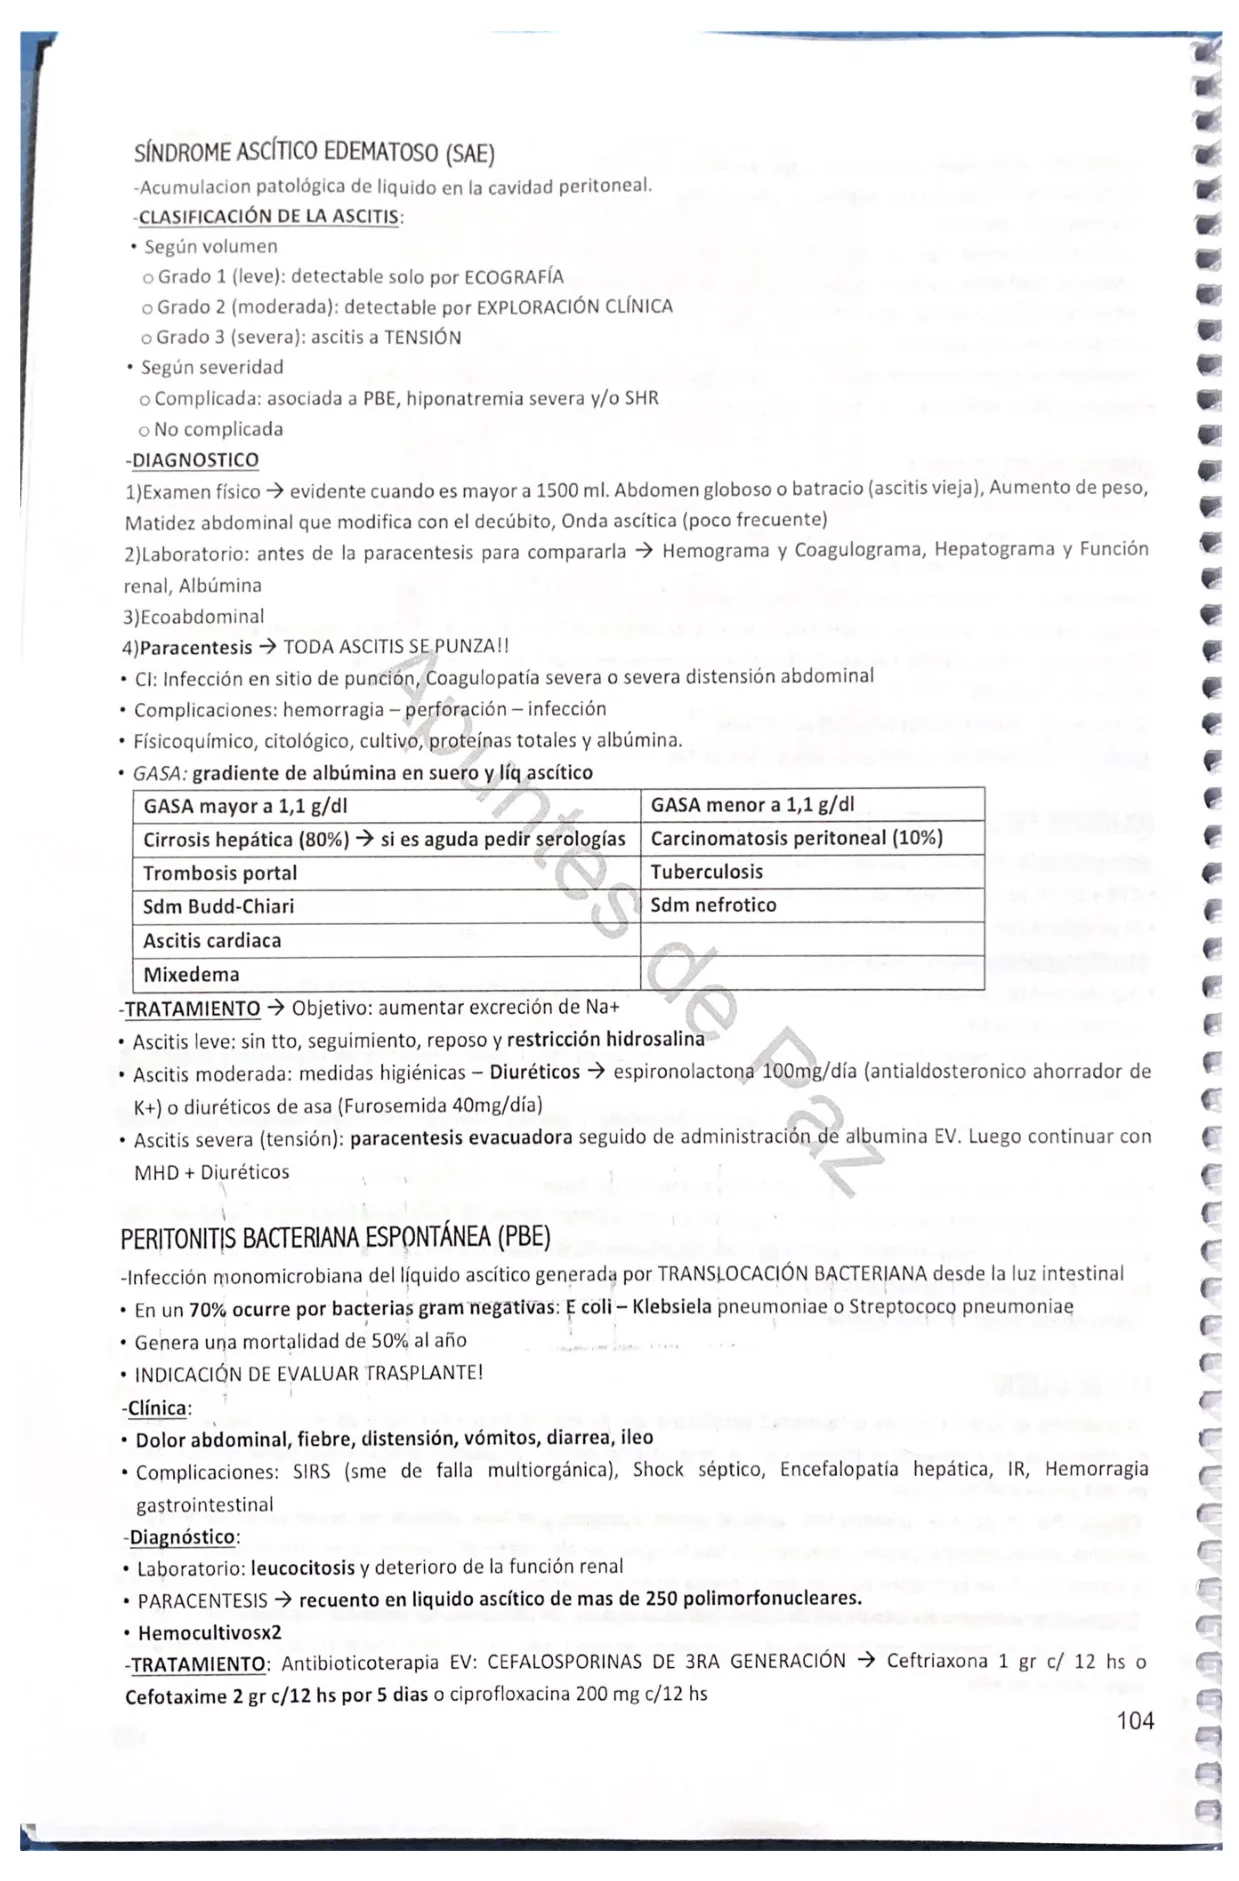 SÍNDROME ASCÍTICO EDEMATOSO (SAE)
-Acumulacion patológica de liquido en la cavidad peritoneal.
-CLASIFICACIÓN DE LA ASCITIS:
• Según volumen
o Grado 1 (leve): detectable solo por ECOGRAFÍA
o Grado 2 (moderada): detectable por EXPLORACIÓN CLÍNICA
o Grado 3 (severa): ascitis a TENSIÓN
• Según severidad
o Complicada: asociada a PBE, hiponatremia severa y/o SHR
o No complicada
-DIAGNOSTICO
1)Examen físico → evidente cuando es mayor a 1500 ml. Abdomen globoso o batracio (ascitis vieja), Aumento de peso,
Matidez abdominal que modifica con el decúbito, Onda ascítica (poco frecuente)
2)Laboratorio: antes de la paracentesis para compararla → Hemograma y Coagulograma, Hepatograma y Función
renal, Albúmina
3)Ecoabdominal
4)Paracentesis → TODA ASCITIS SE PUNZA!!
• CI: Infección en sitio de punción, Coagulopatía severa o severa distensión abdominal
• Complicaciones: hemorragia – perforación – infección
• Físicoquímico, citológico, cultivo, proteínas totales y albúmina.
• GASA: gradiente de albúmina en suero y líq ascítico
GASA mayor a 1,1 g/dl GASA menor a 1,1 g/dl
Cirrosis hepática (80%) → si es aguda pedir serologías Carcinomatosis peritoneal (10%)
Trombosis portal Tuberculosis
Sdm Budd-Chiari Sdm nefrotico
Ascitis cardiaca
Mixedema
-TRATAMIENTO → Objetivo: aumentar excreción de Na+
• Ascitis leve: sin tto, seguimiento, reposo y restricción hidrosalina
• Ascitis moderada: medidas higiénicas – Diuréticos → espironolactona 100mg/día (antialdosteronico ahorrador de
K+) o diuréticos de asa (Furosemida 40mg/día)
• Ascitis severa (tensión): paracentesis evacuadora seguido de administración de albumina EV. Luego continuar con
MHD + Diuréticos
Apuntes de Paz
PERITONITIS BACTERIANA ESPONTÁNEA (PBE)
-Infección monomicrobiana del líquido ascítico generada por TRANSLOCACIÓN BACTERIANA desde la luz intestinal
• En un 70% ocurre por bacterias gram negativas: E coli – Klebsiela pneumoniae o Streptococo pneumoniae
• Genera una mortalidad de 50% al año
• INDICACIÓN DE EVALUAR TRASPLANTE!
-Clínica:
• Dolor abdominal, fiebre, distensión, vómitos, diarrea, ileo
• Complicaciones: SIRS (sme de falla multiorgánica), Shock séptico, Encefalopatía hepática, IR, Hemorragia
gastrointestinal
-Diagnóstico:
• Laboratorio: leucocitosis y deterioro de la función renal
• PARACENTESIS → recuento en liquido ascítico de mas de 250 polimorfonucleares.
• Hemocultivosx2
-TRATAMIENTO: Antibioticoterapia EV: CEFALOSPORINAS DE 3RA GENERACIÓN → Ceftriaxona 1 gr c/ 12 hs o
Cefotaxime 2 gr c/12 hs por 5 dias o ciprofloxacina 200 mg c/12 hs
104